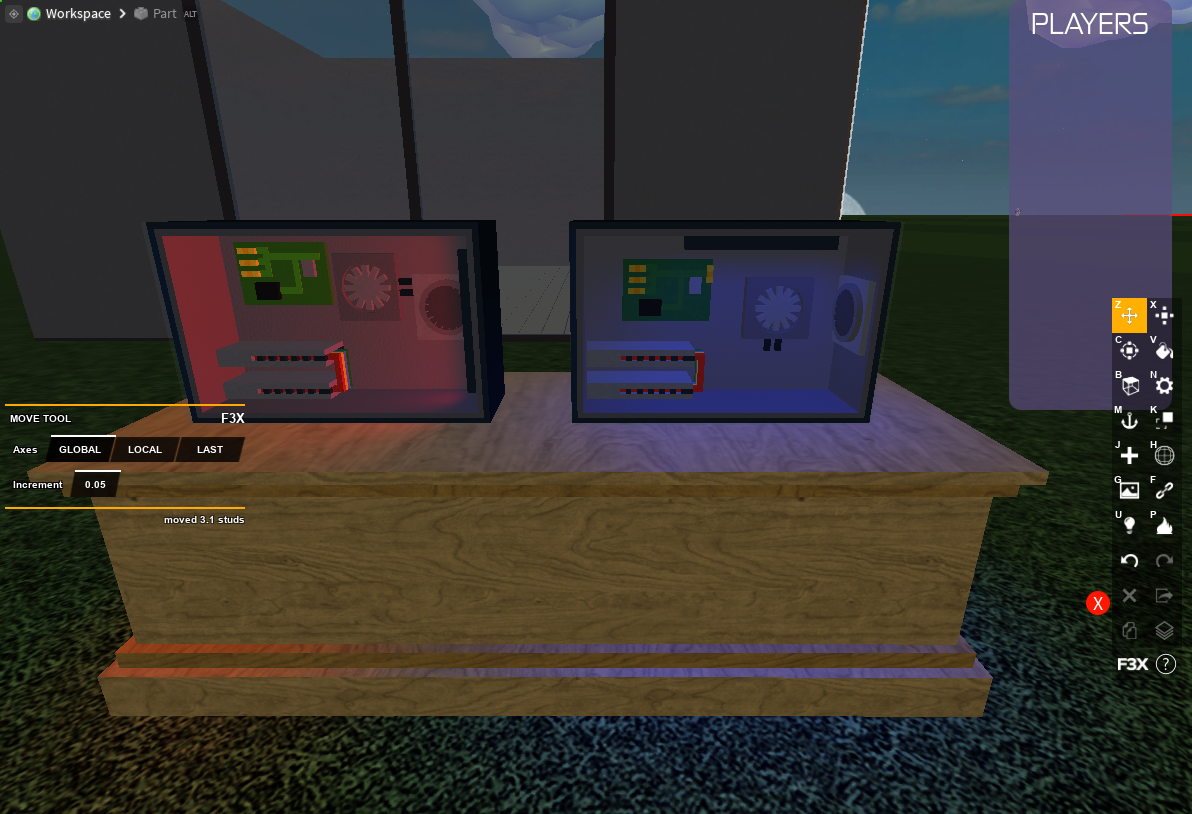 Workspace > Part ALT
PLAYERS
MOVE TOOL F3X
Axes GLOBAL LOCAL LAST
Increment 0.05
moved 3.1 studs
Z X
C V
B N
M K
J H
G F
U P
X
F3X ?